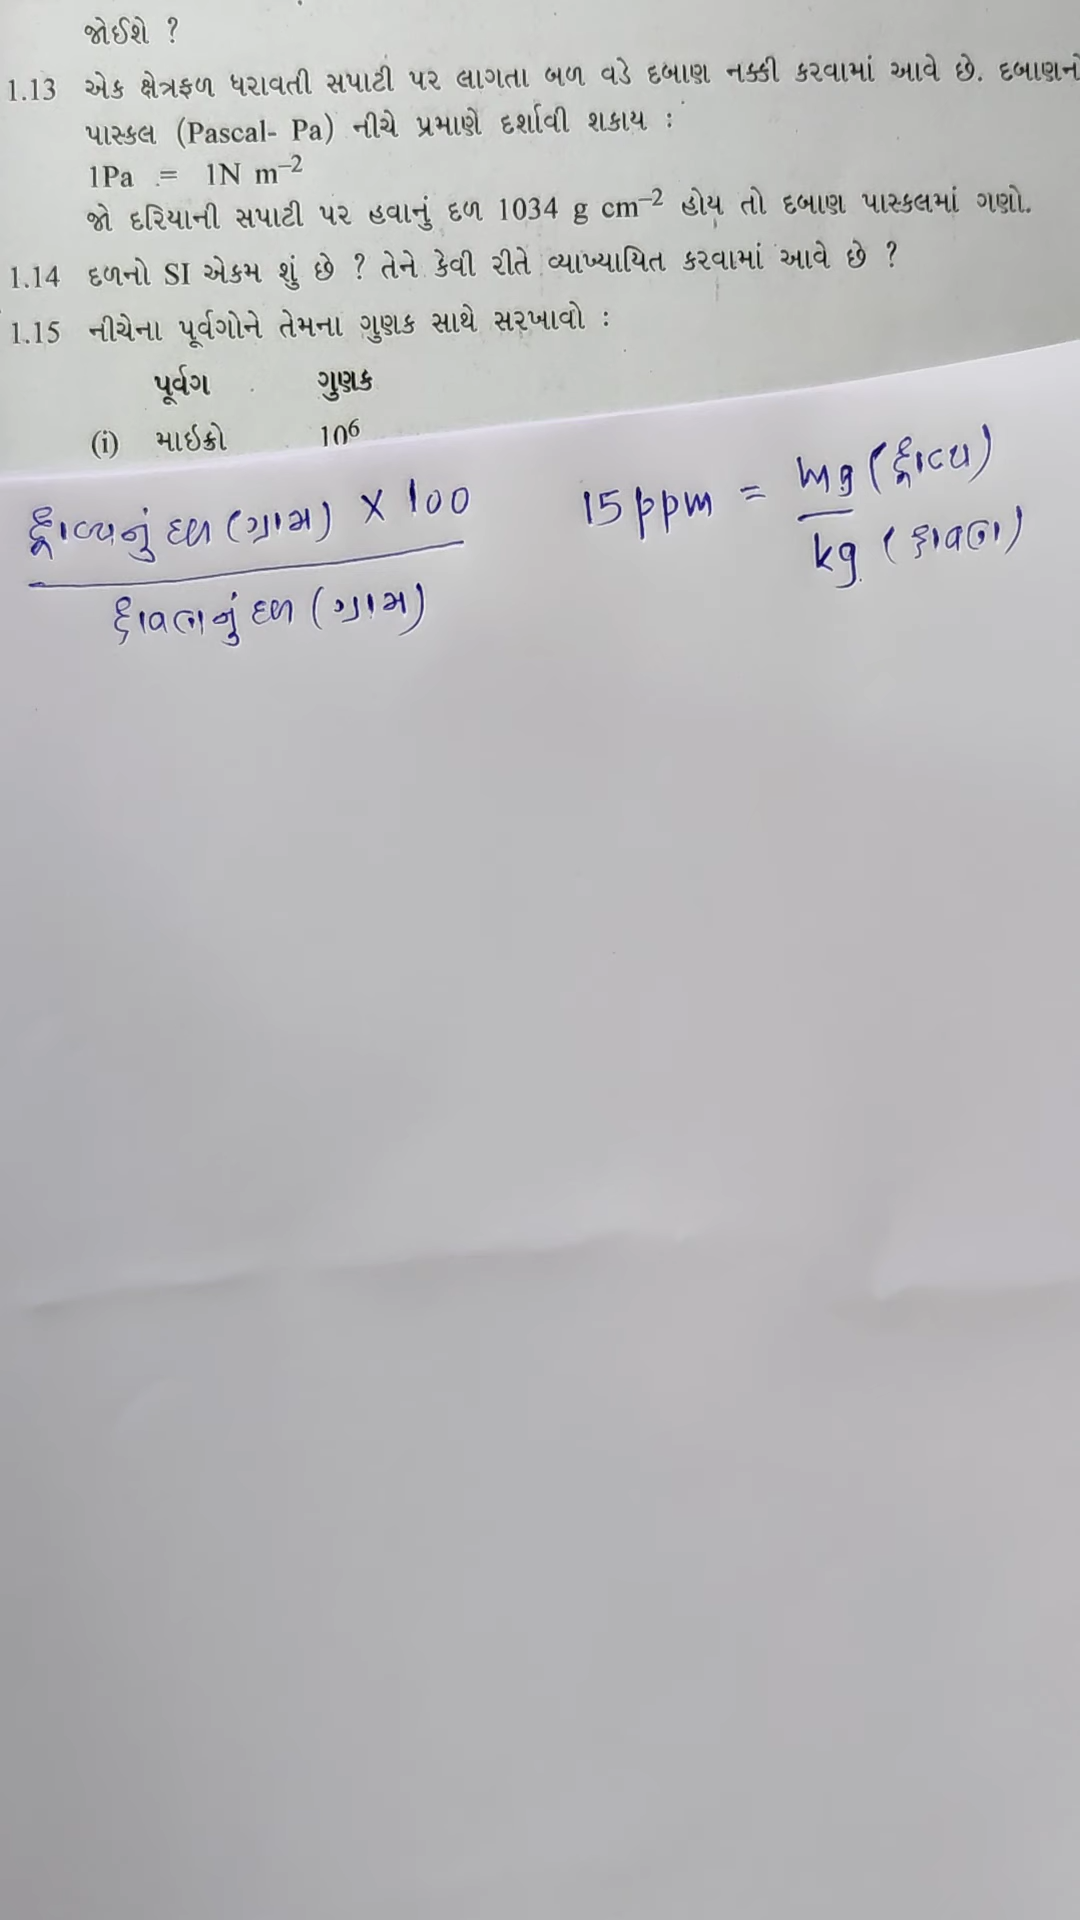 જોઈશે ?
1.13 એક ક્ષેત્રફળ ધરાવતી સપાટી પર લાગતા બળ વડે દબાણ નક્કી કરવામાં આવે છે. દબાણનો
પાસ્કલ (Pascal- Pa) નીચે પ્રમાણે દર્શાવી શકાય :
1Pa = 1N m⁻²
જો દરિયાની સપાટી પર હવાનું દળ 1034 g cm⁻² હોય તો દબાણ પાસ્કલમાં ગણો.
1.14 દળનો SI એકમ શું છે ? તેને કેવી રીતે વ્યાખ્યાયિત કરવામાં આવે છે ?
1.15 નીચેના પૂર્વગોને તેમના ગુણક સાથે સરખાવો :
પૂર્વગ ગુણક
(i) માઇક્રો 10⁶
દ્રાવ્યનું દળ (ગ્રામ) × 100
દ્રાવણનું દળ (ગ્રામ)
15 ppm = mg (દ્રાવ્ય)
kg (દ્રાવણ)